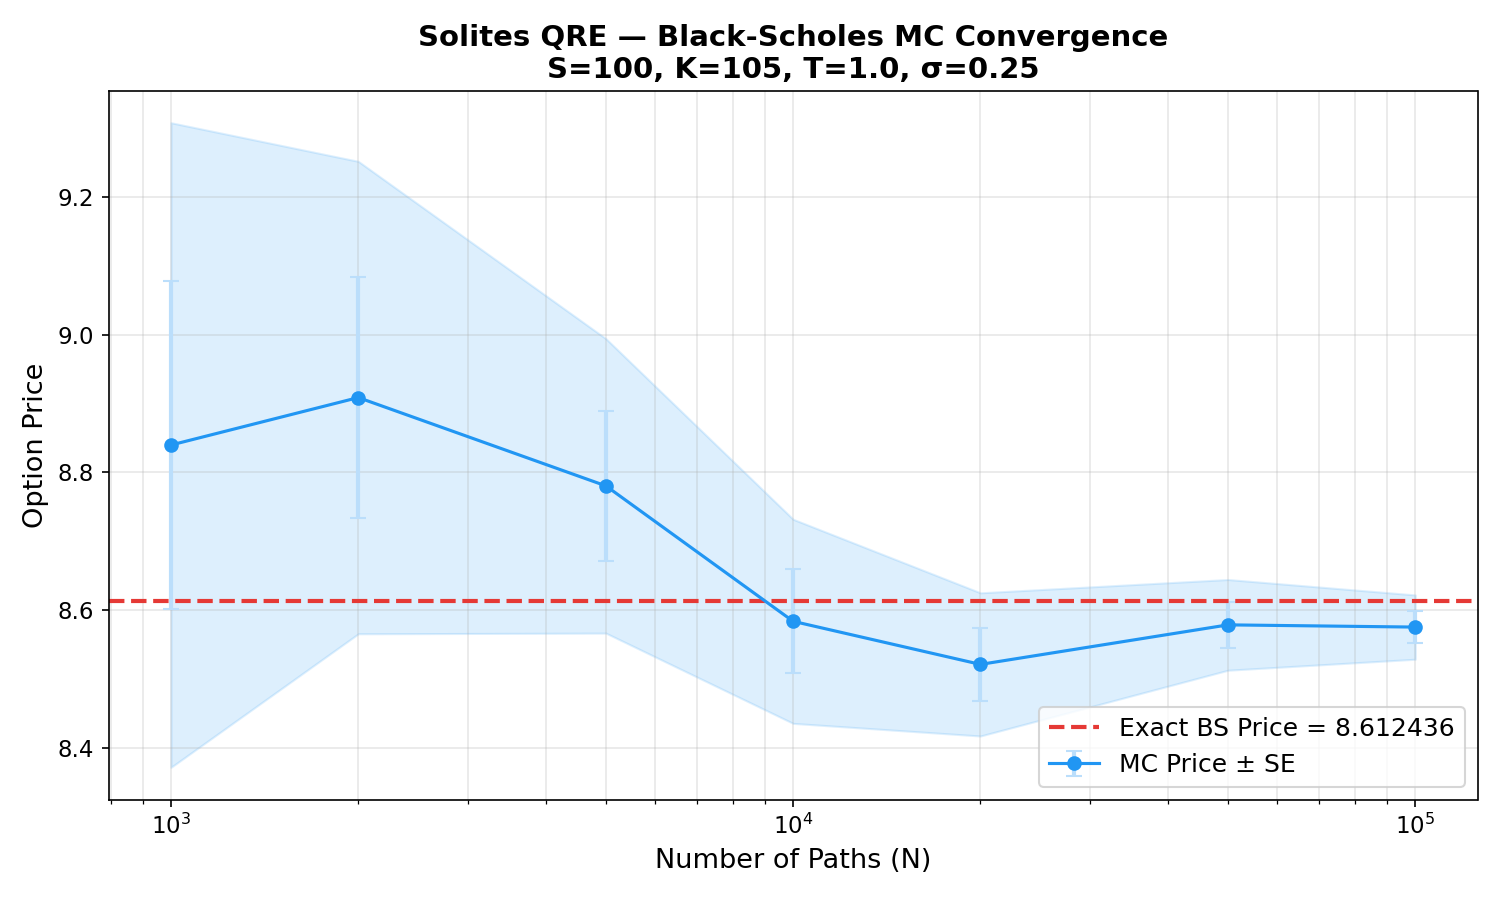 Solites QRE — Black-Scholes MC Convergence
S=100, K=105, T=1.0, σ=0.25
Option Price
9.2
9.0
8.8
8.6
8.4
Exact BS Price = 8.612436
MC Price ± SE
10³
10⁴
10⁵
Number of Paths (N)